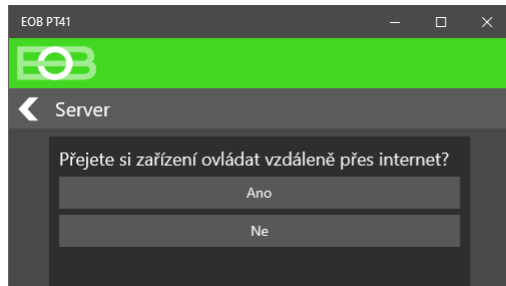 EOB PT41
EOB
Server
Přejete si zařízení ovládat vzdáleně přes internet?
Ano
Ne